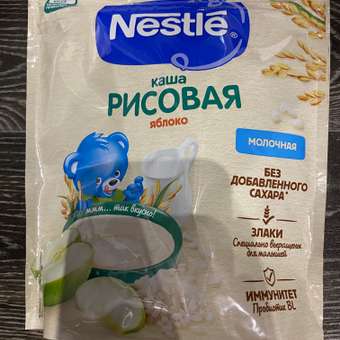 Nestlé®
каша
РИСОВАЯ
яблоко
МОЛОЧНАЯ
БЕЗ
ДОБАВЛЕННОГО
САХАРА*
ЗЛАКИ
Специально выращены
для малышей
ммм... так вкусно!
ИММУНИТЕТ
Пробиотик BL